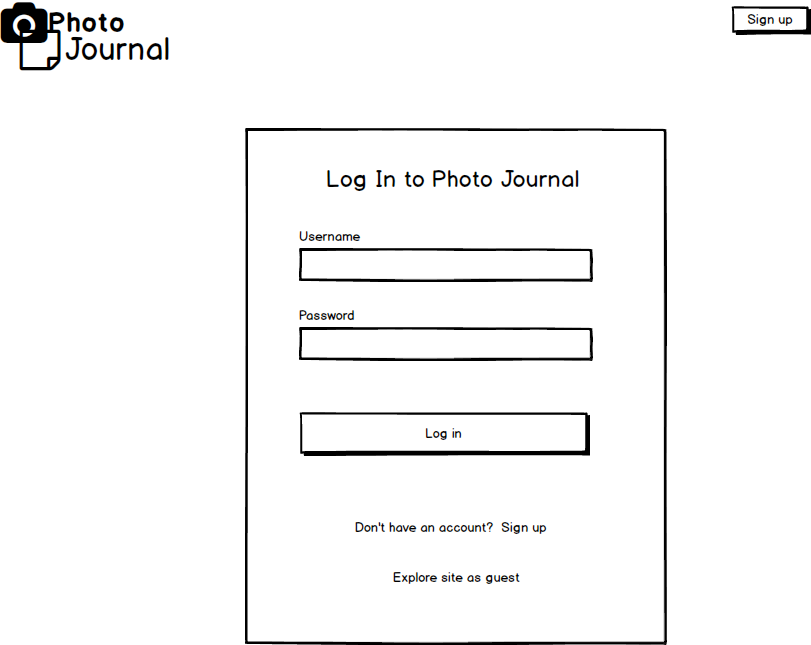 Photo
Journal
Sign up
Log In to Photo Journal
Username
Password
Log in
Don't have an account? Sign up
Explore site as guest